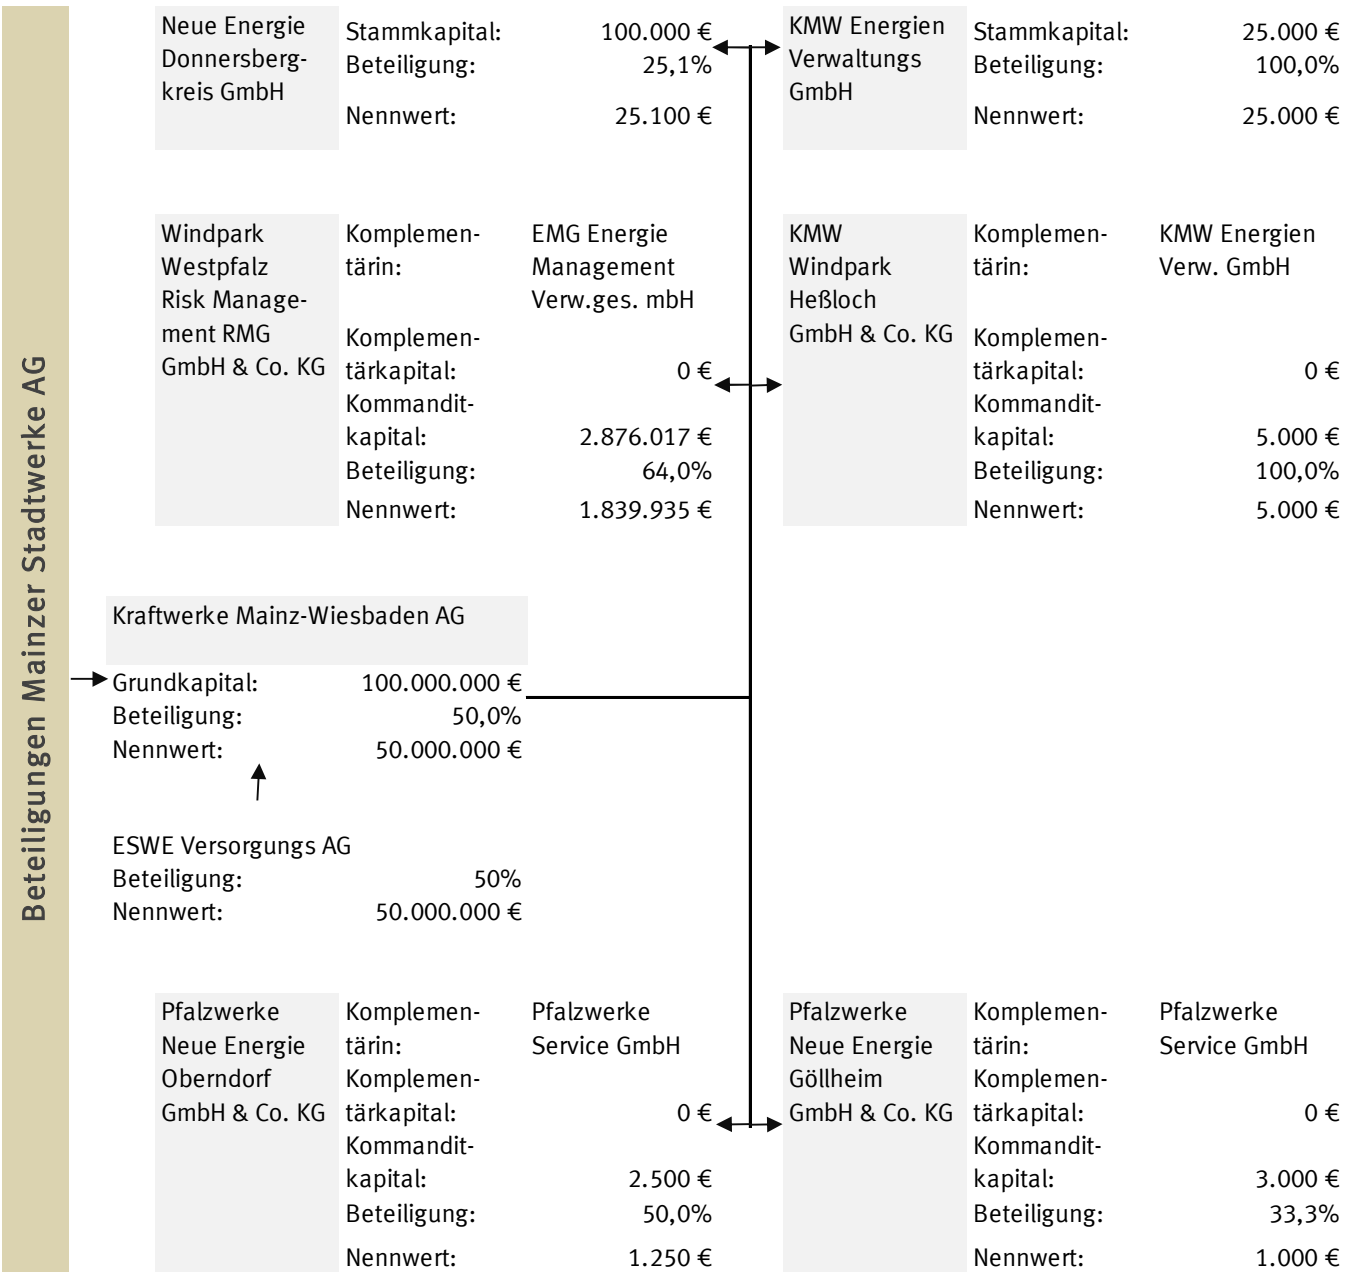 Beteiligungen Mainzer Stadtwerke AG
Neue Energie
Donnersberg-
kreis GmbH
Stammkapital: 100.000 €
Beteiligung: 25,1%
Nennwert: 25.100 €
KMW Energien
Verwaltungs
GmbH
Stammkapital: 25.000 €
Beteiligung: 100,0%
Nennwert: 25.000 €
Windpark
Westpfalz
Risk Manage-
ment RMG
GmbH & Co. KG
Komplemen- EMG Energie
tärin: Management
Verw.ges. mbH
Komplemen-
tärkapital: 0 €
Kommandit-
kapital: 2.876.017 €
Beteiligung: 64,0%
Nennwert: 1.839.935 €
KMW
Windpark
Heßloch
GmbH & Co. KG
Komplemen- KMW Energien
tärin: Verw. GmbH
Komplemen-
tärkapital: 0 €
Kommandit-
kapital: 5.000 €
Beteiligung: 100,0%
Nennwert: 5.000 €
Kraftwerke Mainz-Wiesbaden AG
Grundkapital: 100.000.000 €
Beteiligung: 50,0%
Nennwert: 50.000.000 €
ESWE Versorgungs AG
Beteiligung: 50%
Nennwert: 50.000.000 €
Pfalzwerke
Neue Energie
Oberndorf
GmbH & Co. KG
Komplemen- Pfalzwerke
tärin: Service GmbH
Komplemen-
tärkapital: 0 €
Kommandit-
kapital: 2.500 €
Beteiligung: 50,0%
Nennwert: 1.250 €
Pfalzwerke
Neue Energie
Göllheim
GmbH & Co. KG
Komplemen- Pfalzwerke
tärin: Service GmbH
Komplemen-
tärkapital: 0 €
Kommandit-
kapital: 3.000 €
Beteiligung: 33,3%
Nennwert: 1.000 €